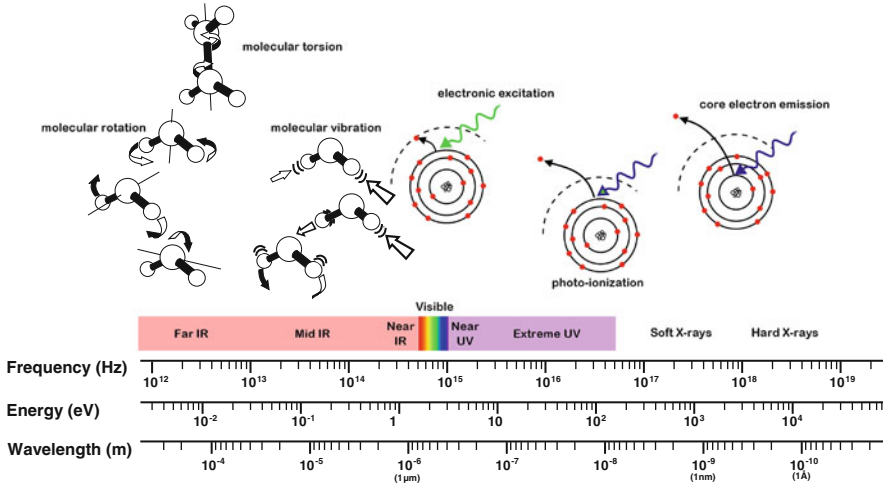 molecular torsion
electronic excitation
core electron emission
molecular rotation
molecular vibration
photo-ionization
Visible
Far IR
Mid IR
Near
IR
Near
UV
Extreme UV
Soft X-rays
Hard X-rays
Frequency (Hz)
10¹² 10¹³ 10¹⁴ 10¹⁵ 10¹⁶ 10¹⁷ 10¹⁸ 10¹⁹
Energy (eV)
10⁻² 10⁻¹ 1 10 10² 10³ 10⁴
Wavelength (m)
10⁻⁴ 10⁻⁵ 10⁻⁶ 10⁻⁷ 10⁻⁸ 10⁻⁹ 10⁻¹⁰
(1μm) (1nm) (1Å)